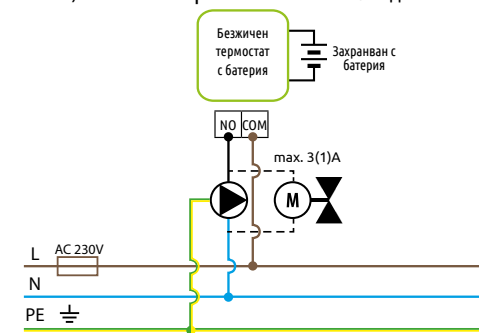 Безжичен
термостат
с батерия
Захранван с
батерия
NO COM
max. 3(1)A
M
L AC 230V
N
PE